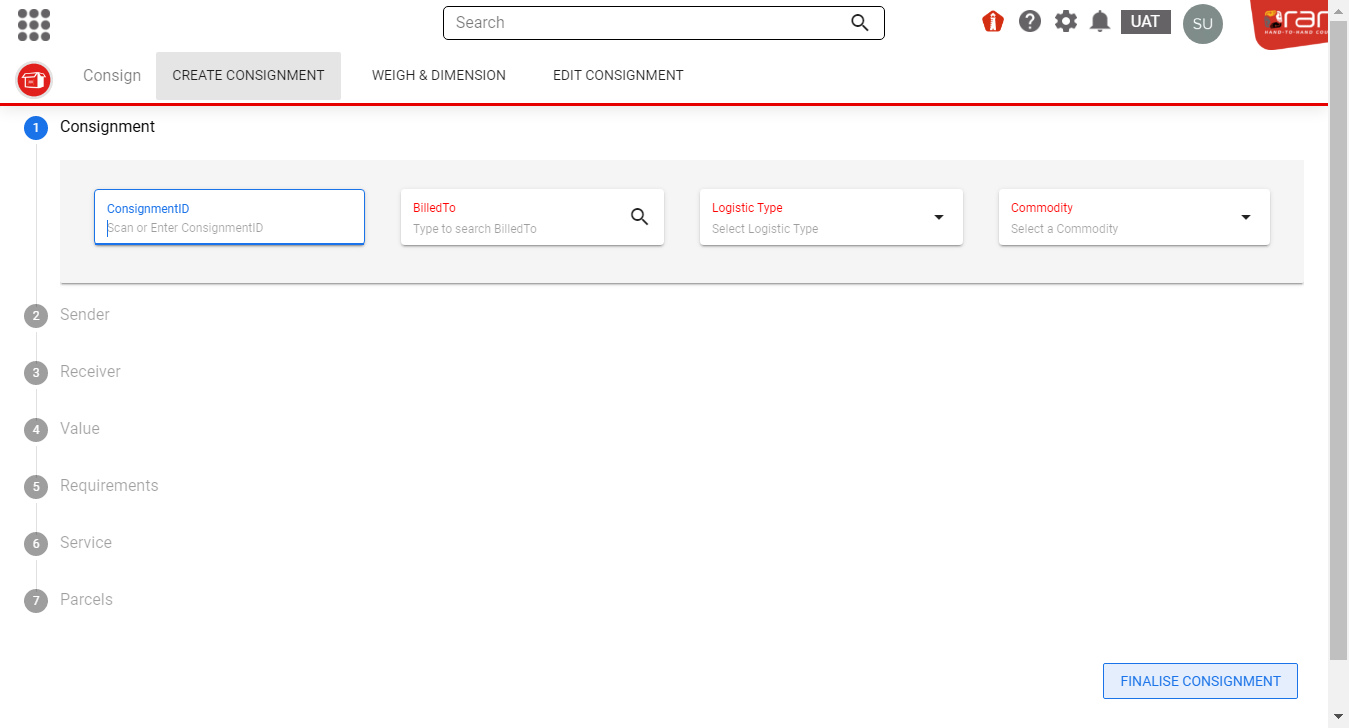 Search
UAT
SU
HAND-TO-HAND COU
Consign
CREATE CONSIGNMENT
WEIGH & DIMENSION
EDIT CONSIGNMENT
1 Consignment
ConsignmentID
Scan or Enter ConsignmentID
BilledTo
Type to search BilledTo
Logistic Type
Select Logistic Type
Commodity
Select a Commodity
2 Sender
3 Receiver
4 Value
5 Requirements
6 Service
7 Parcels
FINALISE CONSIGNMENT